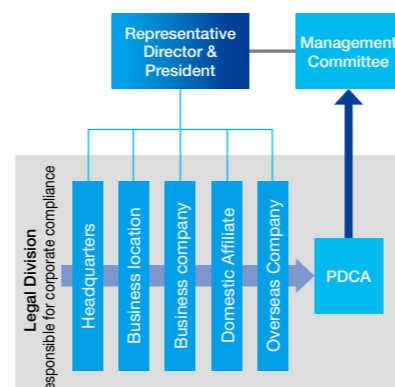 Representative
Director &
President
Management
Committee
Legal Division
esponsible for corporate compliance
Headquarters
Business location
Business company
Domestic Affiliate
Overseas Company
PDCA